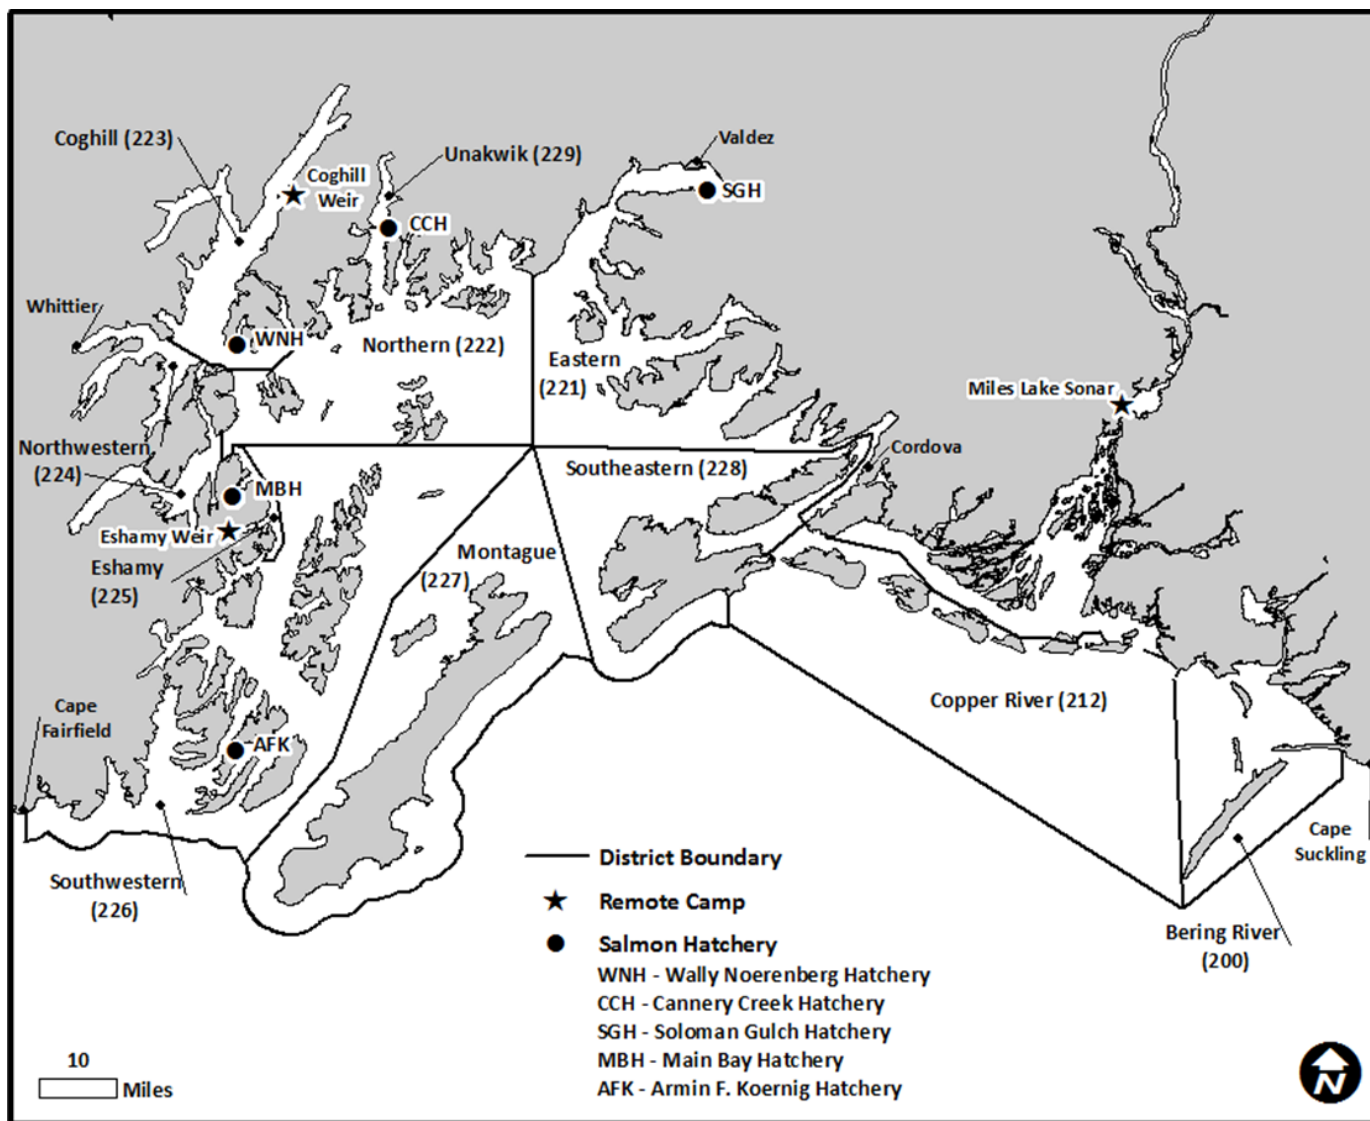 Coghill (223)
Valdez
Unakwik (229)
Coghill
Weir
SGH
CCH
Whittier
WNH
Northern (222)
Eastern
(221)
Miles Lake Sonar
Northwestern
(224)
Southeastern (228)
Cordova
MBH
Eshamy Weir
Eshamy
(225)
Montague
(227)
Copper River (212)
Cape
Fairfield
AFK
Southwestern
(226)
Cape
Suckling
Bering River
(200)
District Boundary
Remote Camp
Salmon Hatchery
WNH - Wally Noerenberg Hatchery
CCH - Cannery Creek Hatchery
SGH - Soloman Gulch Hatchery
MBH - Main Bay Hatchery
AFK - Armin F. Koernig Hatchery
10
Miles
N